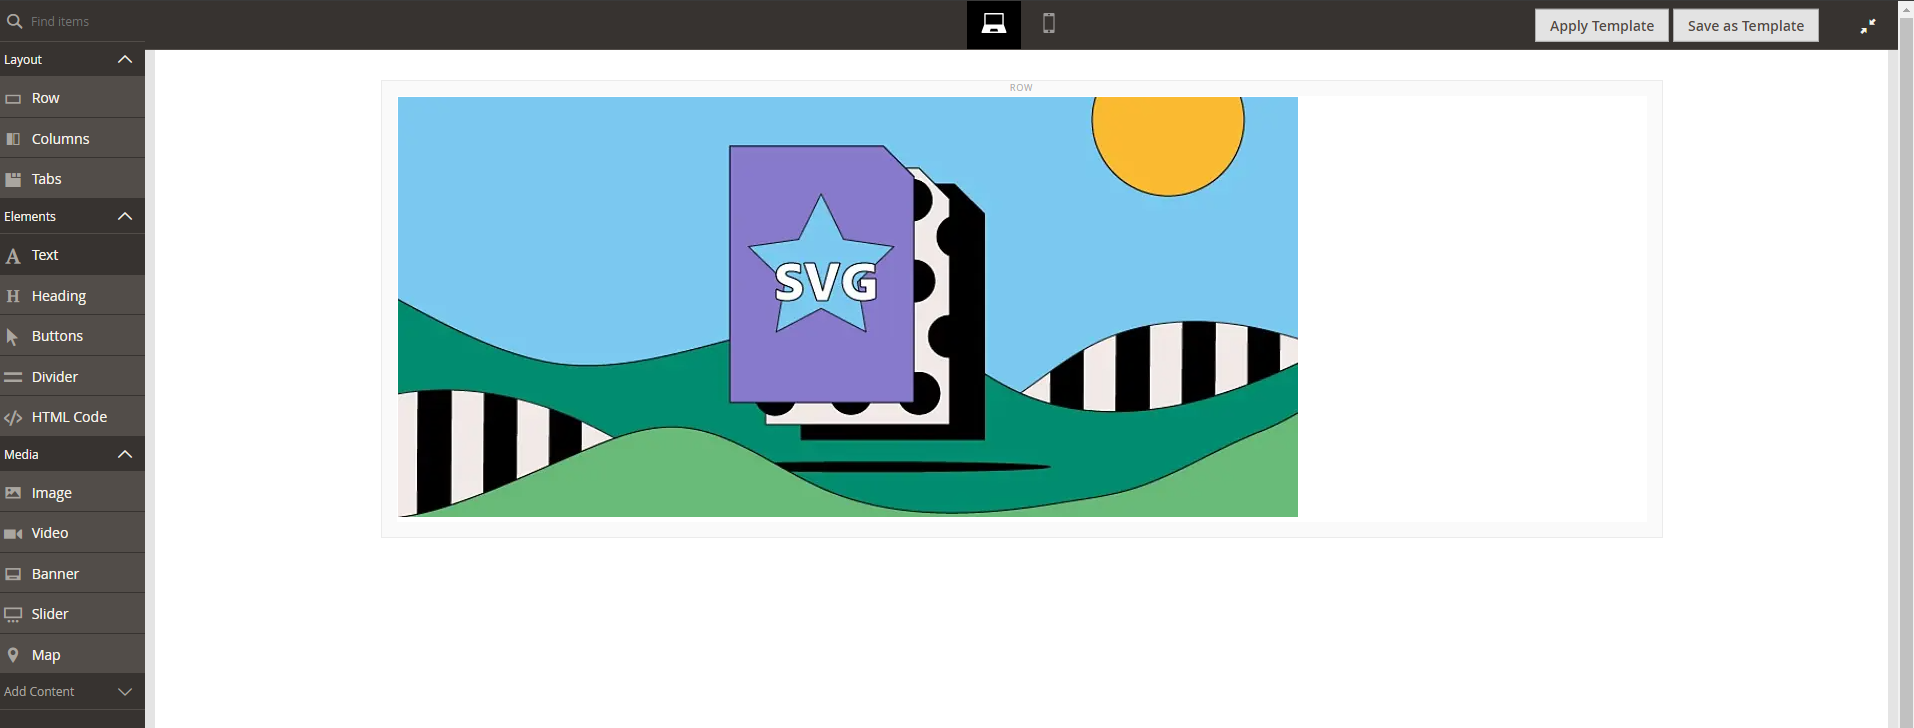 Find items
Apply Template
Save as Template
Layout
Row
Columns
Tabs
Elements
Text
Heading
Buttons
Divider
HTML Code
Media
Image
Video
Banner
Slider
Map
Add Content
ROW
SVG